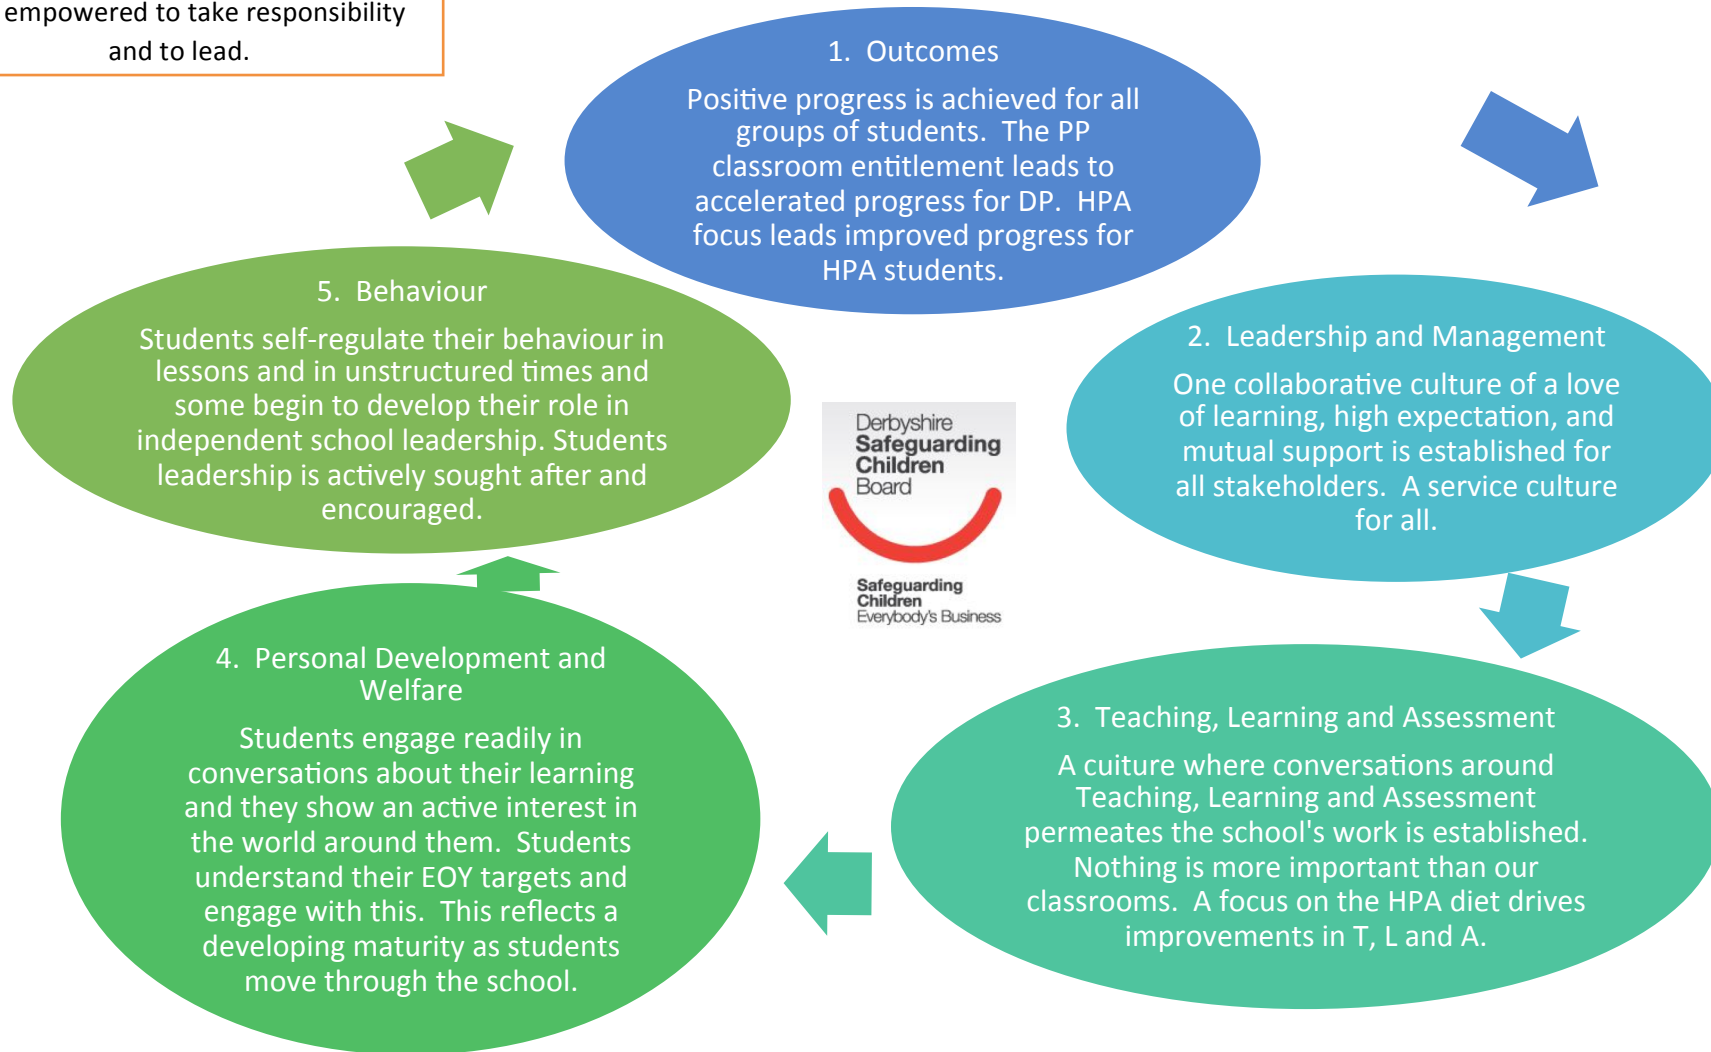 empowered to take responsibility
and to lead.
1. Outcomes
Positive progress is achieved for all
groups of students. The PP
classroom entitlement leads to
accelerated progress for DP. HPA
focus leads improved progress for
HPA students.
2. Leadership and Management
One collaborative culture of a love
of learning, high expectation, and
mutual support is established for
all stakeholders. A service culture
for all.
3. Teaching, Learning and Assessment
A cuiture where conversations around
Teaching, Learning and Assessment
permeates the school's work is established.
Nothing is more important than our
classrooms. A focus on the HPA diet drives
improvements in T, L and A.
4. Personal Development and
Welfare
Students engage readily in
conversations about their learning
and they show an active interest in
the world around them. Students
understand their EOY targets and
engage with this. This reflects a
developing maturity as students
move through the school.
5. Behaviour
Students self-regulate their behaviour in
lessons and in unstructured times and
some begin to develop their role in
independent school leadership. Students
leadership is actively sought after and
encouraged.
Derbyshire
Safeguarding
Children
Board
Safeguarding
Children
Everybody's Business